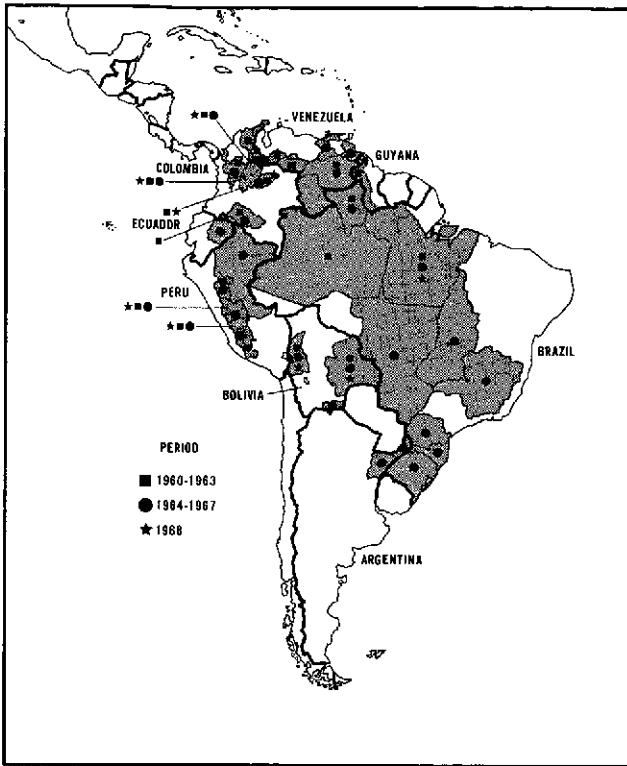 VENEZUELA
GUYANA
COLOMBIA
ECUADOR
PERU
BRAZIL
BOLIVIA
PERIOD
1960-1963
1964-1967
1968
ARGENTINA